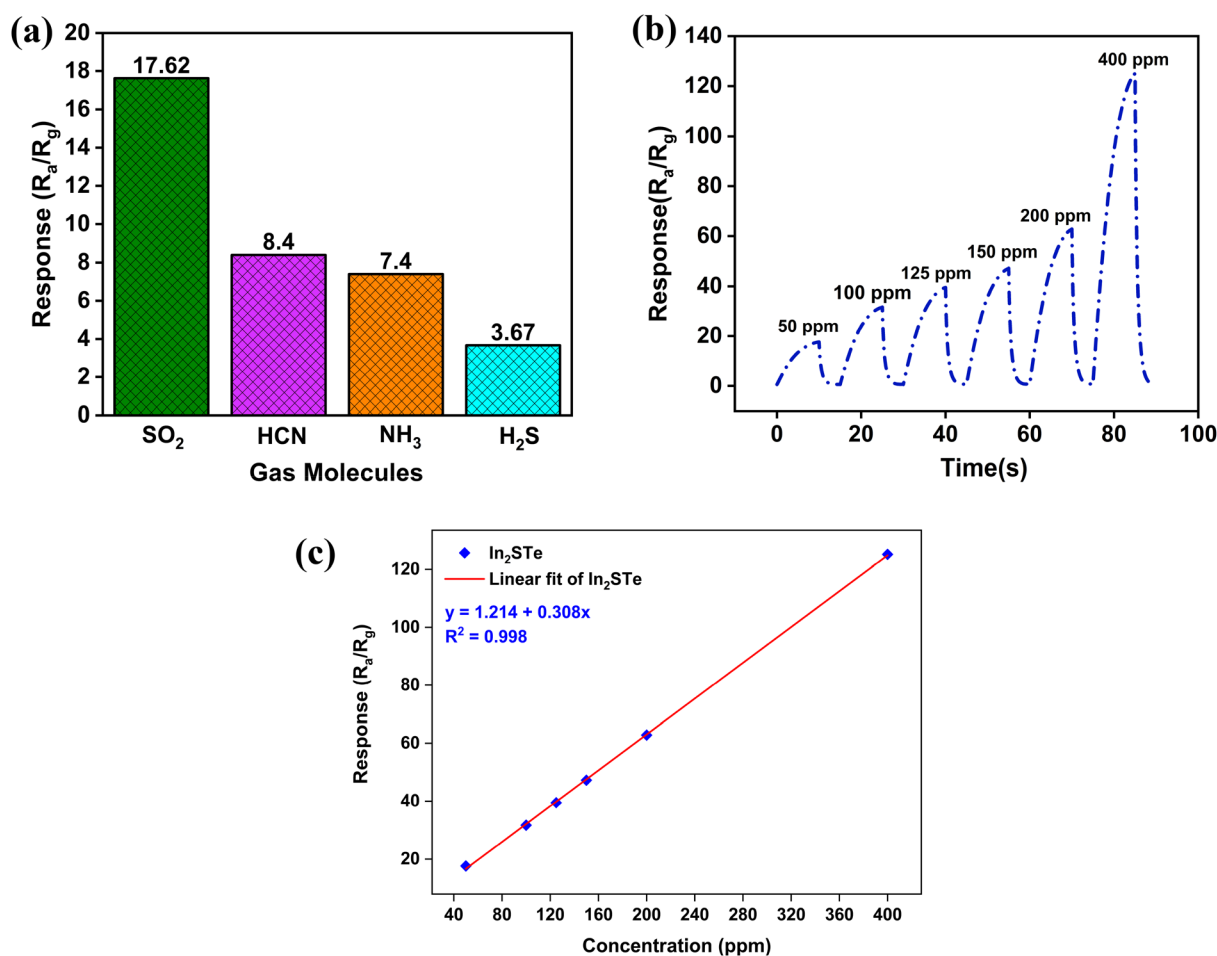 (a)
20
18
16
14
12
10
8
6
4
2
0
Response (Ra/Rg)
17.62
8.4
7.4
3.67
SO2
HCN
NH3
H2S
Gas Molecules
(b)
140
120
100
80
60
40
20
0
Response(Ra/Rg)
50 ppm
100 ppm
125 ppm
150 ppm
200 ppm
400 ppm
0 20 40 60 80 100
Time(s)
(c)
In2STe
Linear fit of In2STe
y = 1.214 + 0.308x
R² = 0.998
120
100
80
60
40
20
Response (Ra/Rg)
40 80 120 160 200 240 280 320 360 400
Concentration (ppm)